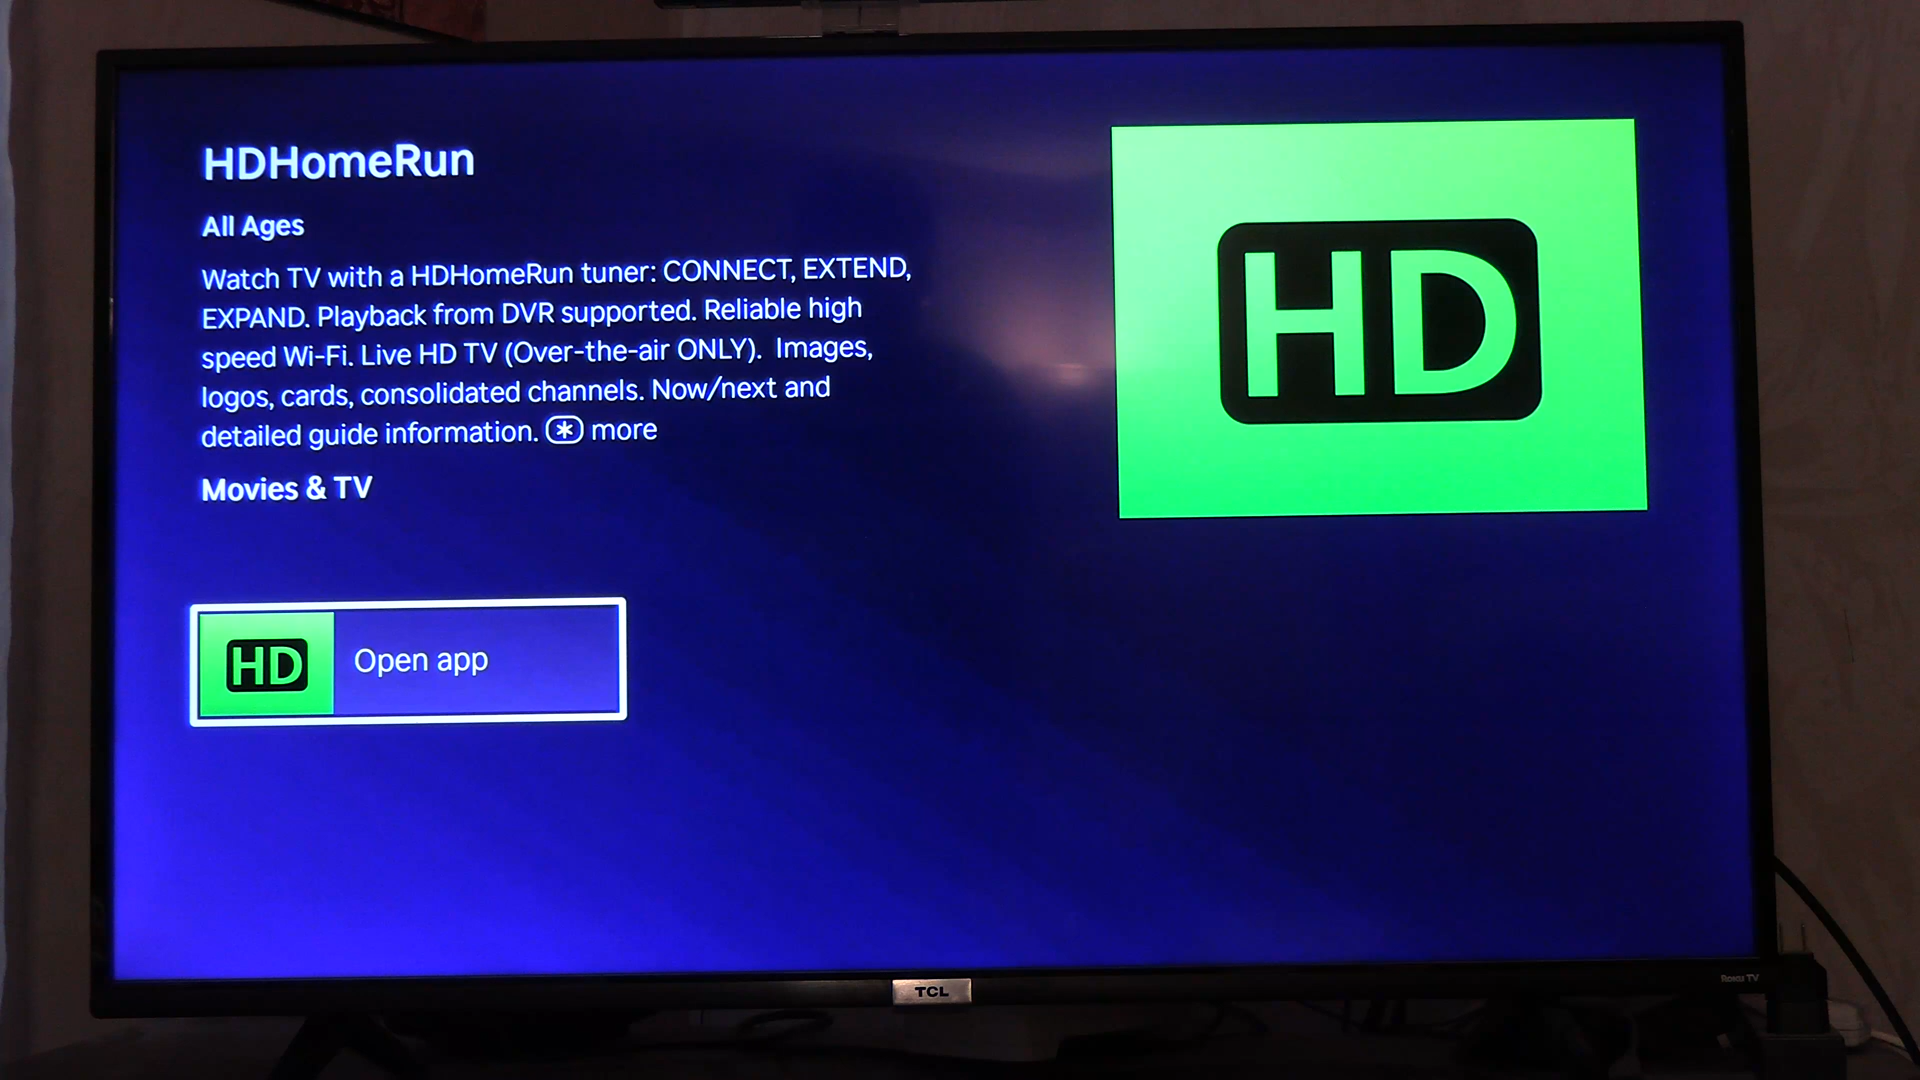 HDHomeRun
All Ages
Watch TV with a HDHomeRun tuner: CONNECT, EXTEND,
EXPAND. Playback from DVR supported. Reliable high
speed Wi-Fi. Live HD TV (Over-the-air ONLY).  Images,
logos, cards, consolidated channels. Now/next and
detailed guide information. (*) more
Movies & TV
HD
HD
Open app
TCL
Roku TV